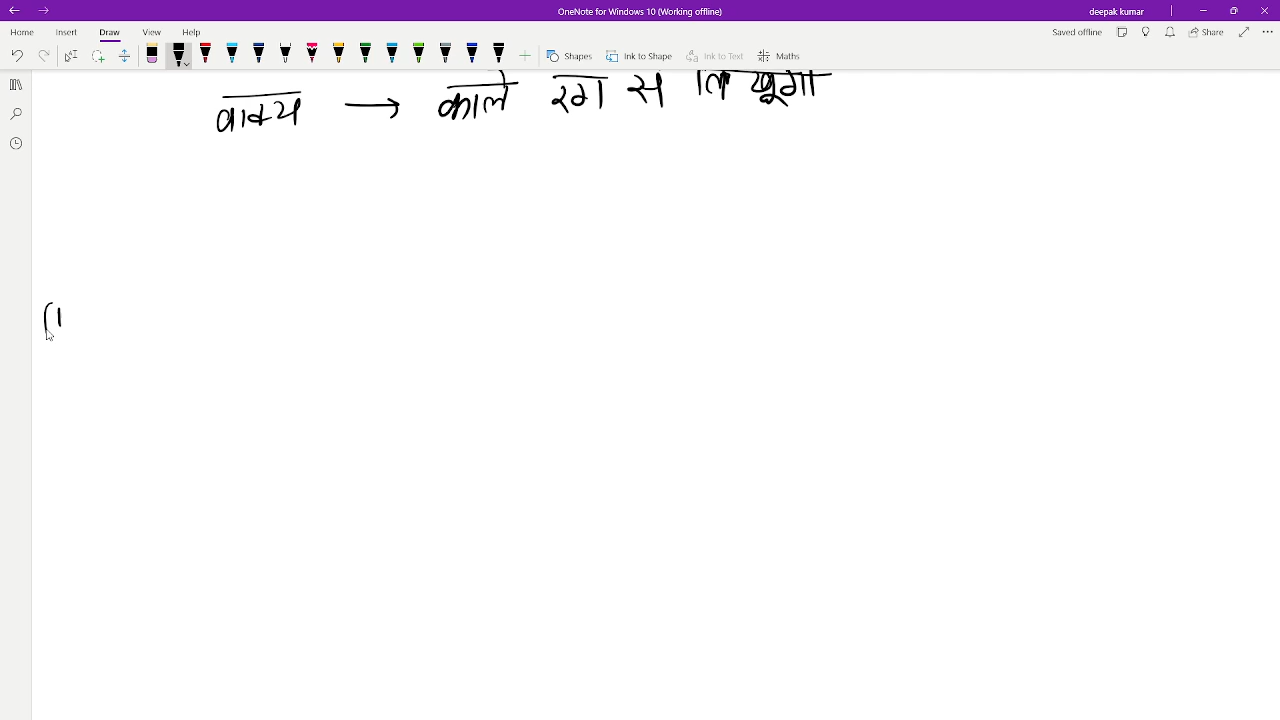 OneNote for Windows 10 (Working offline)
deepak kumar
Home Insert Draw View Help
Saved offline Share
Shapes Ink to Shape Ink to Text Maths
वाक्य → काले रंग से लिखूंगा
(1